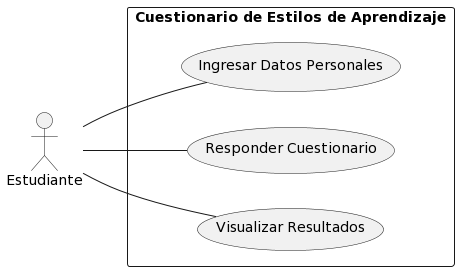 Cuestionario de Estilos de Aprendizaje
Ingresar Datos Personales
Responder Cuestionario
Estudiante
Visualizar Resultados